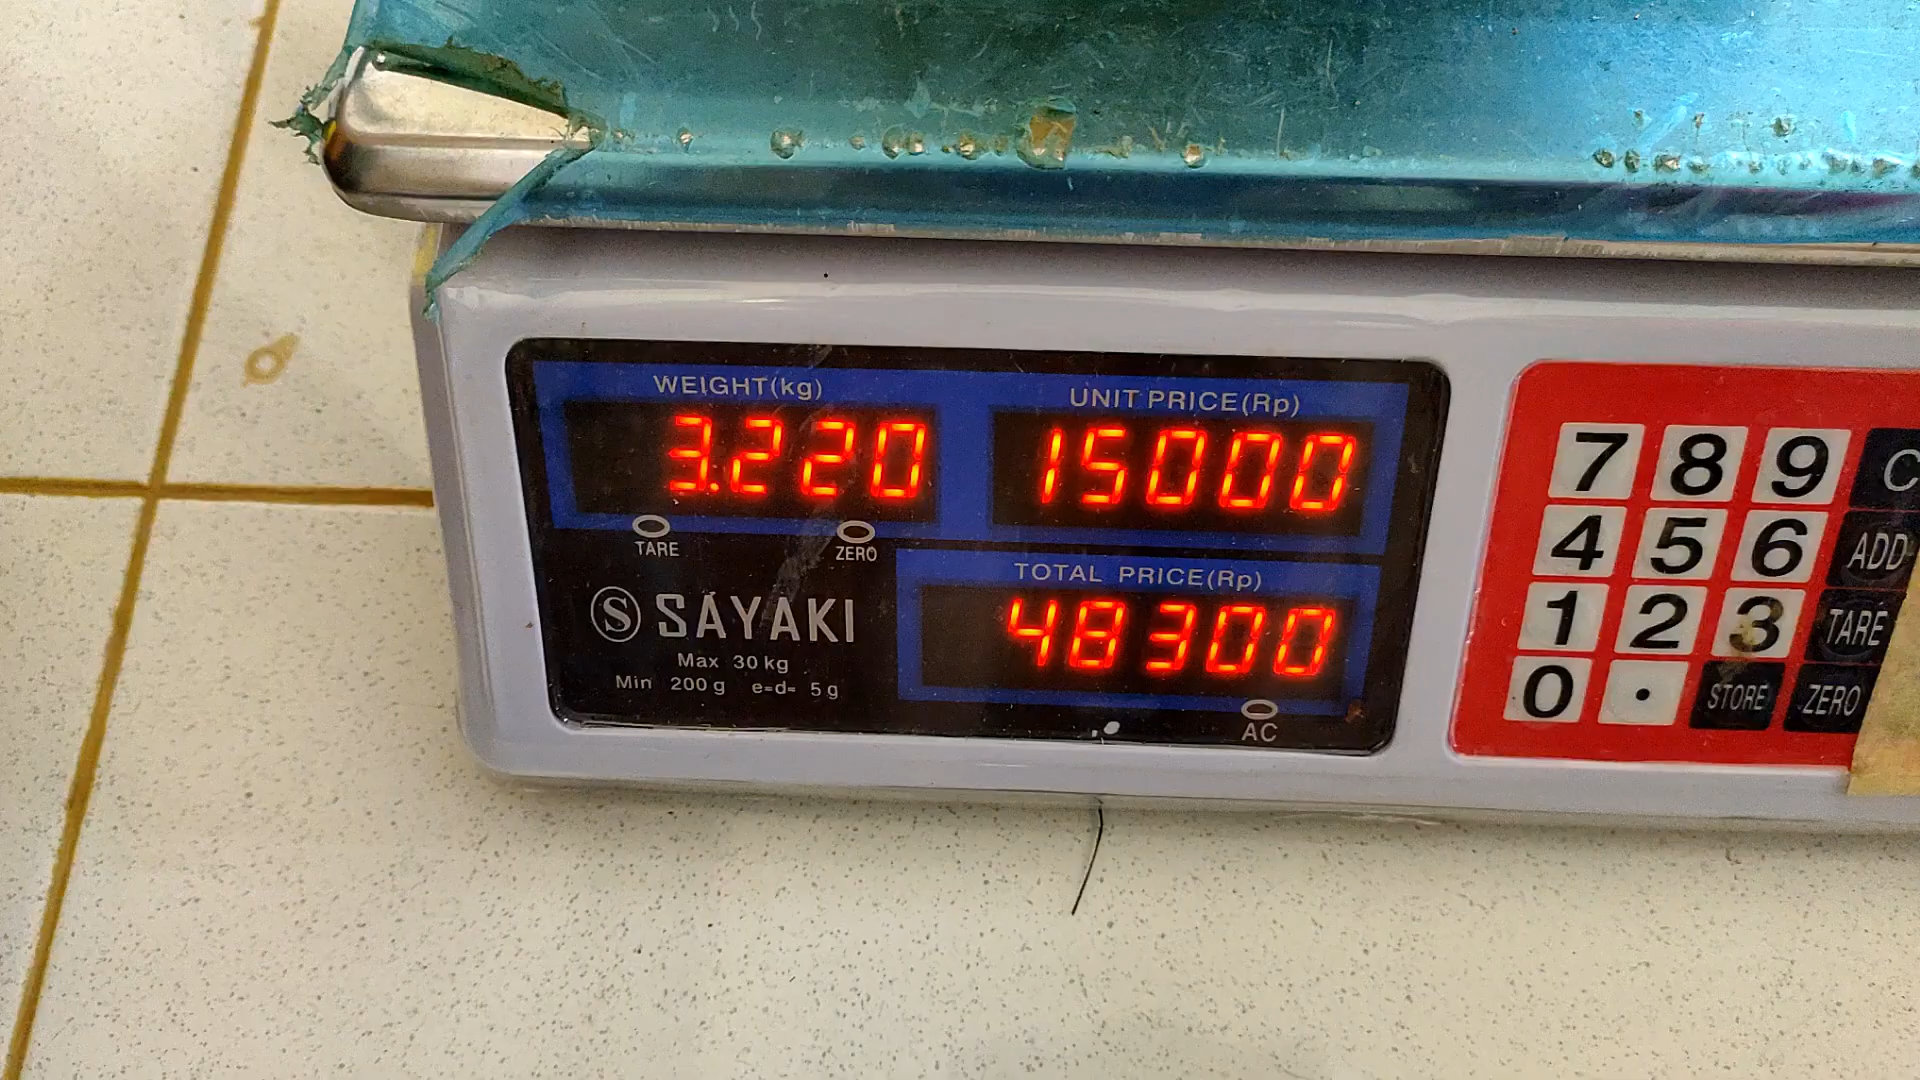 WEIGHT(kg)
3.220
TARE
ZERO
UNIT PRICE(Rp)
15000
TOTAL PRICE(Rp)
48300
AC
S SAYAKI
Max 30 kg
Min 200 g e=d= 5 g
7 8 9 C
4 5 6 ADD
1 2 3 TARE
0 . STORE ZERO